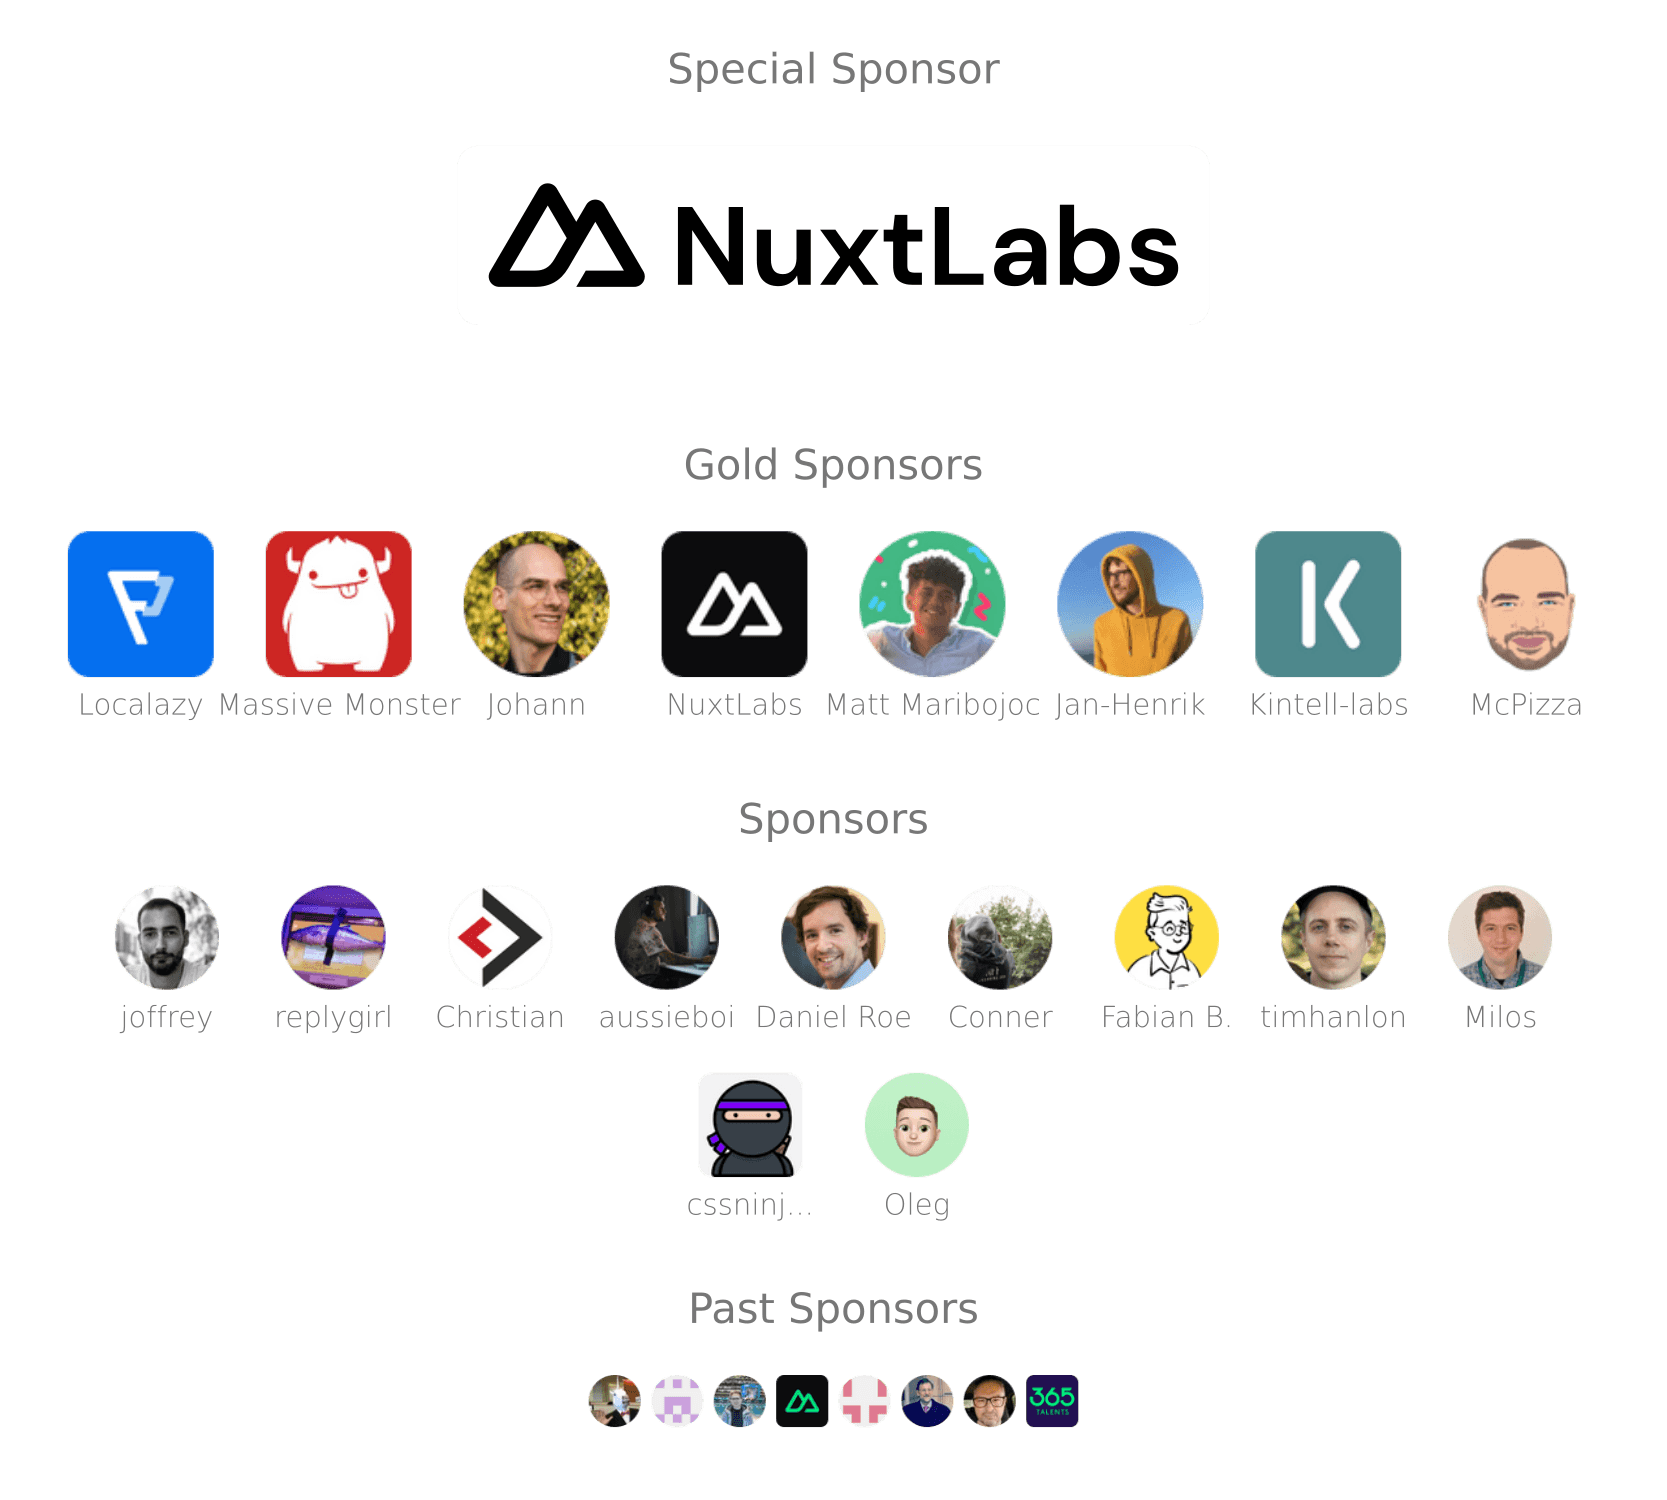 Special Sponsor
NuxtLabs
Gold Sponsors
Localazy Massive Monster Johann NuxtLabs Matt Maribojoc Jan-Henrik Kintell-labs McPizza
Sponsors
joffrey replygirl Christian aussieboi Daniel Roe Conner Fabian B. timhanlon Milos
cssninj... Oleg
Past Sponsors
365
TALENTS